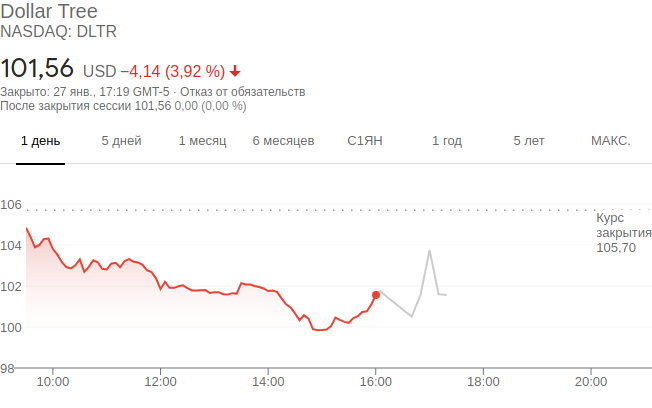 Dollar Tree
NASDAQ: DLTR
101,56 USD −4,14 (3,92 %)
Закрыто: 27 янв., 17:19 GMT-5 · Отказ от обязательств
После закрытия сессии 101,56 0,00 (0,00 %)
1 день 5 дней 1 месяц 6 месяцев С1ЯН 1 год 5 лет МАКС.
106
Курс
закрытия
105,70
104
102
100
98
10:00 12:00 14:00 16:00 18:00 20:00